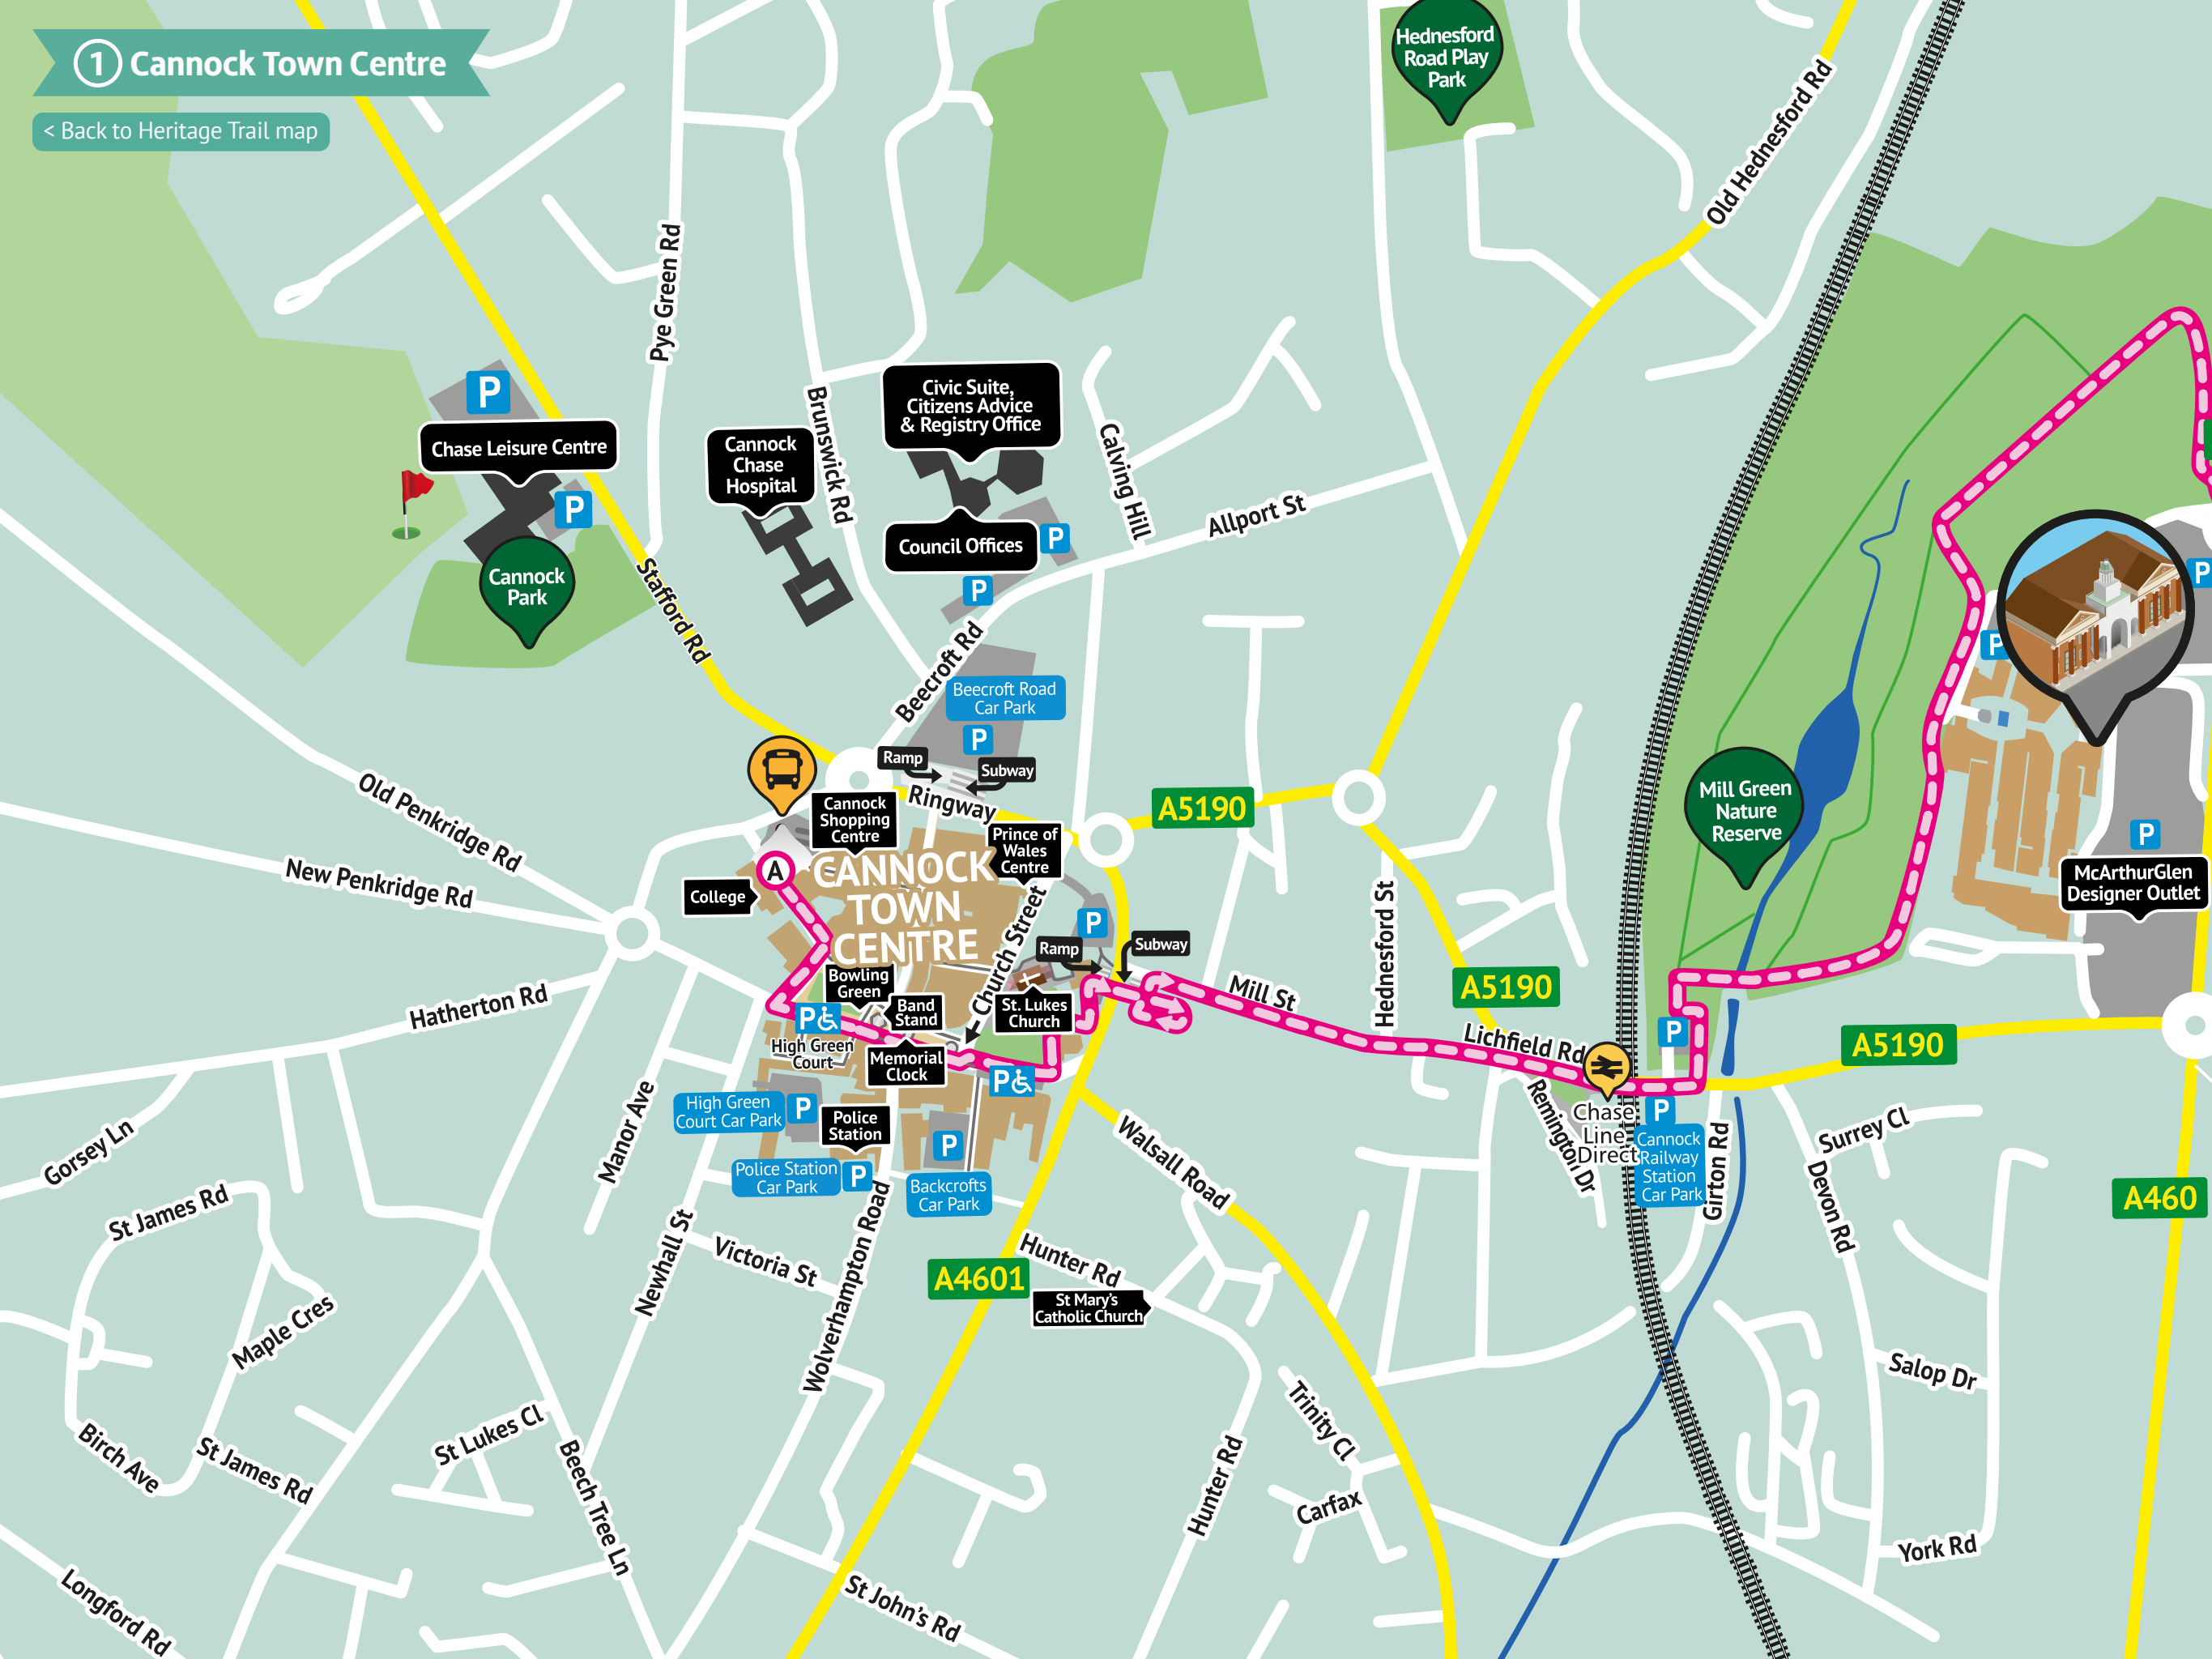 1 Cannock Town Centre
< Back to Heritage Trail map
Hednesford
Road Play
Park
Old Hednesford Rd
Pye Green Rd
P
Chase Leisure Centre
P
Cannock
Park
Stafford Rd
Cannock
Chase
Hospital
Brunswick Rd
Civic Suite,
Citizens Advice
& Registry Office
Council Offices
P
P
Calving Hill
Allport St
Beecroft Rd
Beecroft Road
Car Park
P
Ramp
Subway
Ringway
Cannock
Shopping
Centre
Prince of
Wales
Centre
A5190
Old Penkridge Rd
New Penkridge Rd
Hatherton Rd
College
A
CANNOCK
TOWN
CENTRE
Church Street
P
Ramp
Subway
Bowling
Green
Band
Stand
St. Lukes
Church
P
High Green
Court
Memorial
Clock
P
High Green
Court Car Park
P
Police
Station
Police Station
Car Park
P
P
Backcrofts
Car Park
Mill St
Hednesford St
A5190
Lichfield Rd
Mill Green
Nature
Reserve
P
P
P
McArthurGlen
Designer Outlet
P
A5190
Chase
Line
Direct
P
Cannock
Railway
Station
Car Park
Remington Dr
Girton Rd
Surrey Cl
Devon Rd
A460
Salop Dr
York Rd
Walsall Road
Hunter Rd
A4601
St Mary's
Catholic Church
Trinity Cl
Carfax
Hunter Rd
St John's Rd
Wolverhampton Road
Victoria St
Newhall St
Manor Ave
Gorsey Ln
St James Rd
Maple Cres
Birch Ave
St James Rd
St Lukes Cl
Beech Tree Ln
Longford Rd